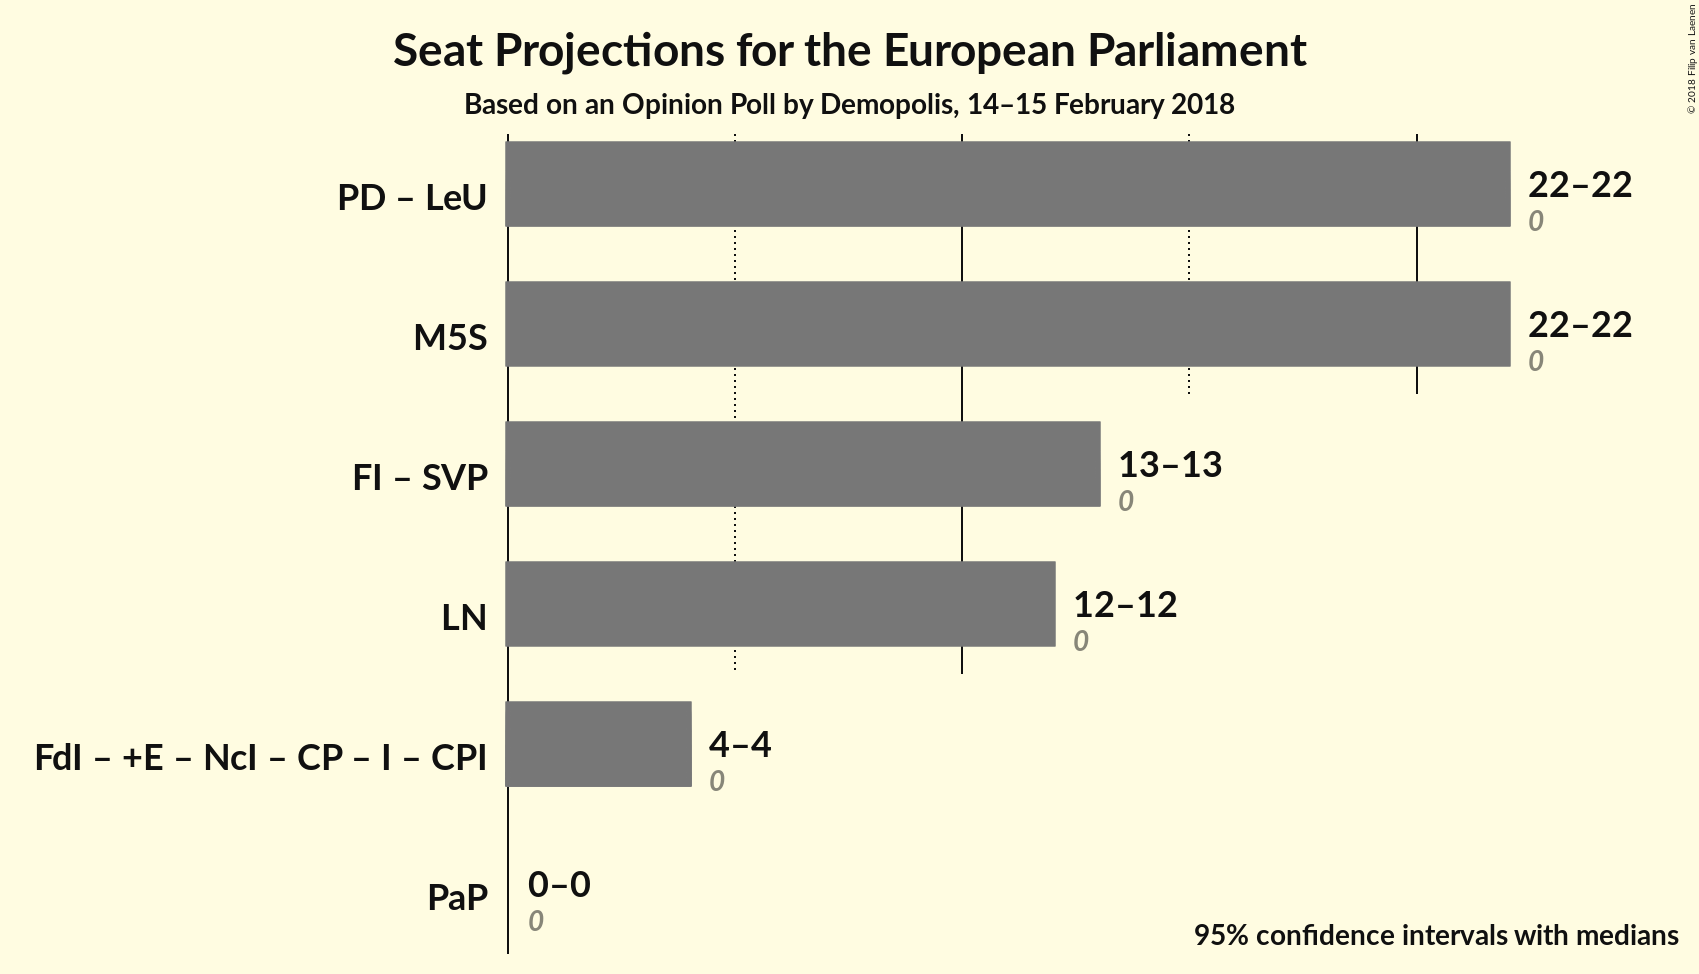 Seat Projections for the European Parliament
Based on an Opinion Poll by Demopolis, 14–15 February 2018
© 2018 Filip van Laenen
PD – LeU
22–22
0
M5S
22–22
0
FI – SVP
13–13
0
LN
12–12
0
FdI – +E – NcI – CP – I – CPI
4–4
0
PaP
0–0
0
95% confidence intervals with medians